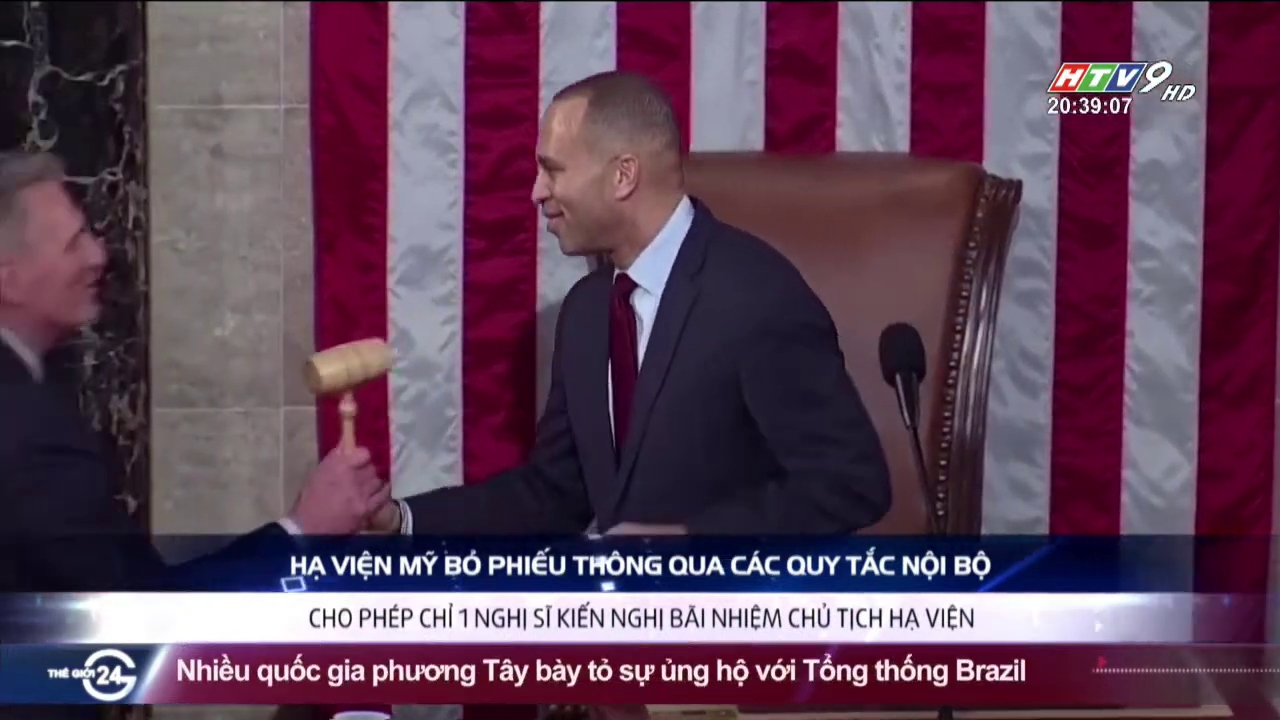 HTV9 HD
20:39:07
HẠ VIỆN MỸ BỎ PHIẾU THÔNG QUA CÁC QUY TẮC NỘI BỘ
CHO PHÉP CHỈ 1 NGHỊ SĨ KIẾN NGHỊ BÃI NHIỆM CHỦ TỊCH HẠ VIỆN
THẾ GIỚI 24G
Nhiều quốc gia phương Tây bày tỏ sự ủng hộ với Tổng thống Brazil